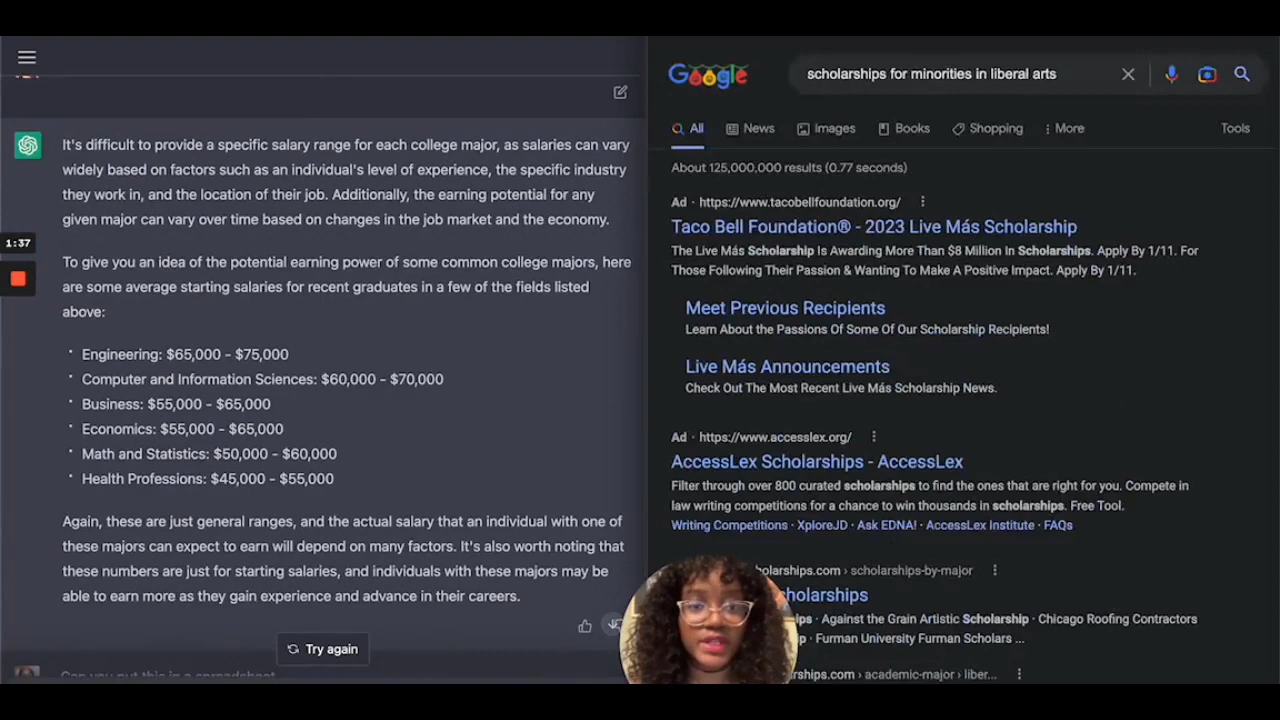 It's difficult to provide a specific salary range for each college major, as salaries can vary
widely based on factors such as an individual's level of experience, the specific industry
they work in, and the location of their job. Additionally, the earning potential for any
given major can vary over time based on changes in the job market and the economy.
1:37
To give you an idea of the potential earning power of some common college majors, here
are some average starting salaries for recent graduates in a few of the fields listed
above:
• Engineering: $65,000 - $75,000
• Computer and Information Sciences: $60,000 - $70,000
• Business: $55,000 - $65,000
• Economics: $55,000 - $65,000
• Math and Statistics: $50,000 - $60,000
• Health Professions: $45,000 - $55,000
Again, these are just general ranges, and the actual salary that an individual with one of
these majors can expect to earn will depend on many factors. It's also worth noting that
these numbers are just for starting salaries, and individuals with these majors may be
able to earn more as they gain experience and advance in their careers.
Try again
Can you put this in a spreadsheet
Google
scholarships for minorities in liberal arts
All News Images Books Shopping More Tools
About 125,000,000 results (0.77 seconds)
Ad · https://www.tacobellfoundation.org/
Taco Bell Foundation® - 2023 Live Más Scholarship
The Live Más Scholarship Is Awarding More Than $8 Million In Scholarships. Apply By 1/11. For
Those Following Their Passion & Wanting To Make A Positive Impact. Apply By 1/11.
Meet Previous Recipients
Learn About the Passions Of Some Of Our Scholarship Recipients!
Live Más Announcements
Check Out The Most Recent Live Más Scholarship News.
Ad · https://www.accesslex.org/
AccessLex Scholarships - AccessLex
Filter through over 800 curated scholarships to find the ones that are right for you. Compete in
law writing competitions for a chance to win thousands in scholarships. Free Tool.
Writing Competitions · XploreJD · Ask EDNA! · AccessLex Institute · FAQs
holarships.com › scholarships-by-major
cholarships
ips · Against the Grain Artistic Scholarship · Chicago Roofing Contractors
hip · Furman University Furman Scholars ...
rships.com › academic-major › liber...